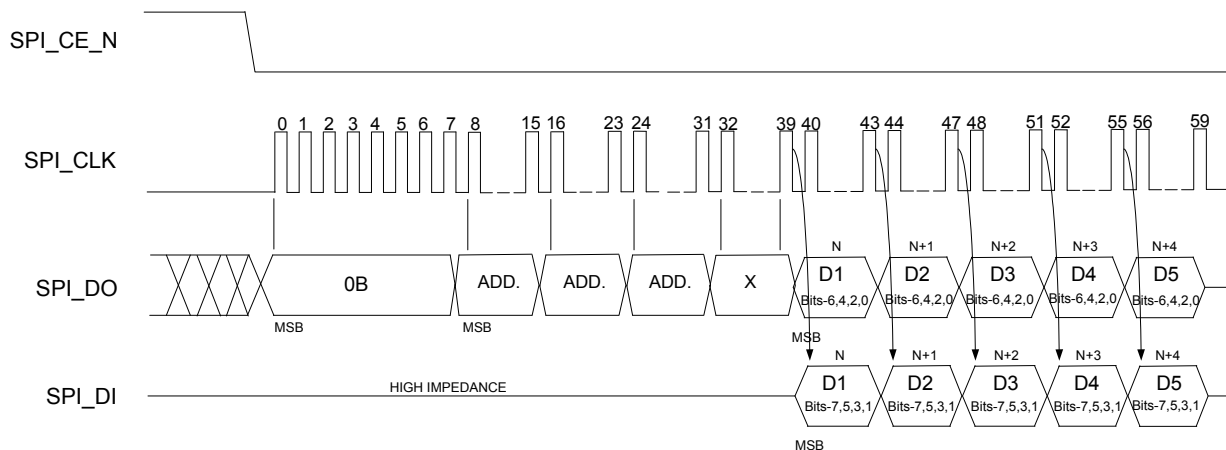 SPI_CE_N
0 1 2 3 4 5 6 7 8 15 16 23 24 31 32 39 40 43 44 47 48 51 52 55 56 59
SPI_CLK
N N+1 N+2 N+3 N+4
SPI_DO 0B ADD. ADD. ADD. X D1 D2 D3 D4 D5
Bits-6,4,2,0 Bits-6,4,2,0 Bits-6,4,2,0 Bits-6,4,2,0 Bits-6,4,2,0
MSB MSB MSB
N N+1 N+2 N+3 N+4
HIGH IMPEDANCE
SPI_DI D1 D2 D3 D4 D5
Bits-7,5,3,1 Bits-7,5,3,1 Bits-7,5,3,1 Bits-7,5,3,1 Bits-7,5,3,1
MSB